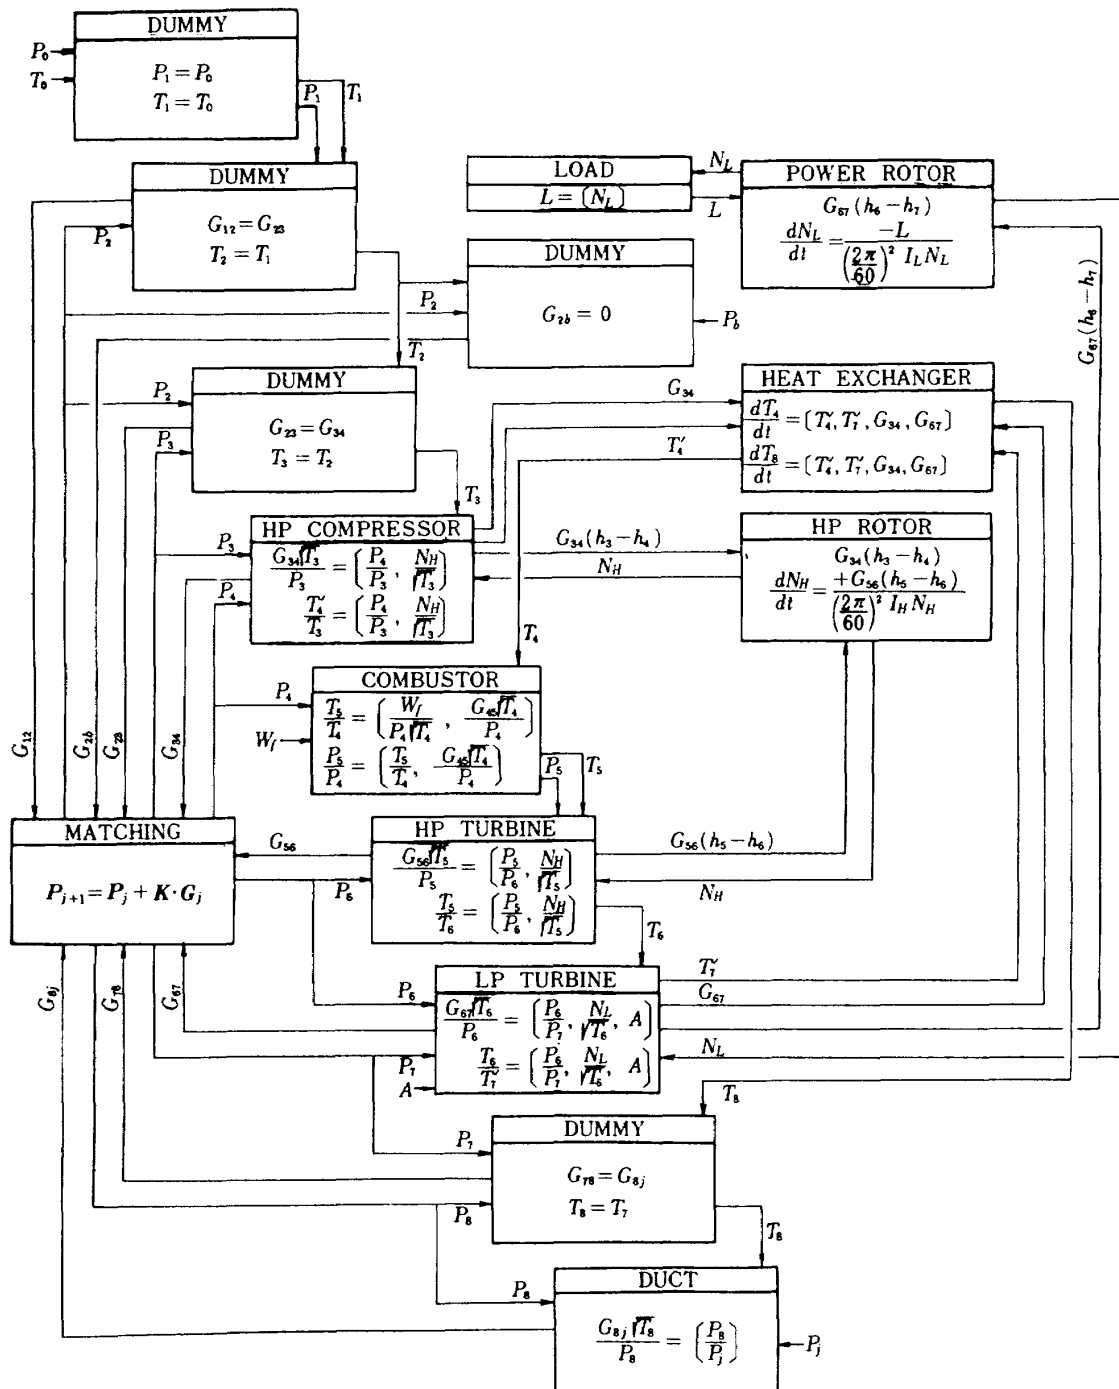 DUMMY
P₀
T₀
P₁ = P₀
T₁ = T₀
P₁
T₁
DUMMY
G₁₂ = G₂₃
T₂ = T₁
P₂
LOAD
L = [N_L]
N_L
L
POWER ROTOR
G₆₇(h₆−h₇)
dN_L/dt = −L/((2π/60)² I_L N_L)
G₆₇(h₆−h₇)
DUMMY
G₂b = 0
P₂
P_b
T₂
DUMMY
G₂₃ = G₃₄
T₃ = T₂
P₂
P₃
T₃
HEAT EXCHANGER
dT₄/dt = [T₄′, T₇′, G₃₄, G₆₇]
dT₈/dt = [T₄′, T₇′, G₃₄, G₆₇]
G₃₄
T₄′
HP COMPRESSOR
G₃₄√T₃/P₃ = [P₄/P₃, N_H/√T₃]
T₄′/T₃ = [P₄/P₃, N_H/√T₃]
P₃
P₄
G₃₄(h₃−h₄)
N_H
HP ROTOR
G₃₄(h₃−h₄)
dN_H/dt = +G₅₆(h₅−h₆)/((2π/60)² I_H N_H)
T₄
COMBUSTOR
T₅/T₄ = [W_f/P₄√T₄, G₄₅√T₄/P₄]
P₅/P₄ = [T₅/T₄, G₄₅√T₄/P₄]
P₄
W_f
P₅
T₅
G₁₂
G₂b
G₂₃
G₃₄
MATCHING
P_{j+1} = P_j + K·G_j
G₅₆
P₆
HP TURBINE
G₅₆√T₅/P₅ = [P₅/P₆, N_H/√T₅]
T₅/T₆ = [P₅/P₆, N_H/√T₅]
G₅₆(h₅−h₆)
N_H
T₆
G₈j
G₇₈
G₆₇
LP TURBINE
G₆₇√T₆/P₆ = [P₆/P₇, N_L/√T₆, A]
T₆/T₇′ = [P₆/P₇, N_L/√T₆, A]
P₆
P₇
A
T₇′
G₆₇
N_L
T₈
DUMMY
G₇₈ = G₈j
T₈ = T₇
P₇
P₈
T₈
DUCT
G₈j√T₈/P₈ = [P₈/P_j]
P₈
P_j